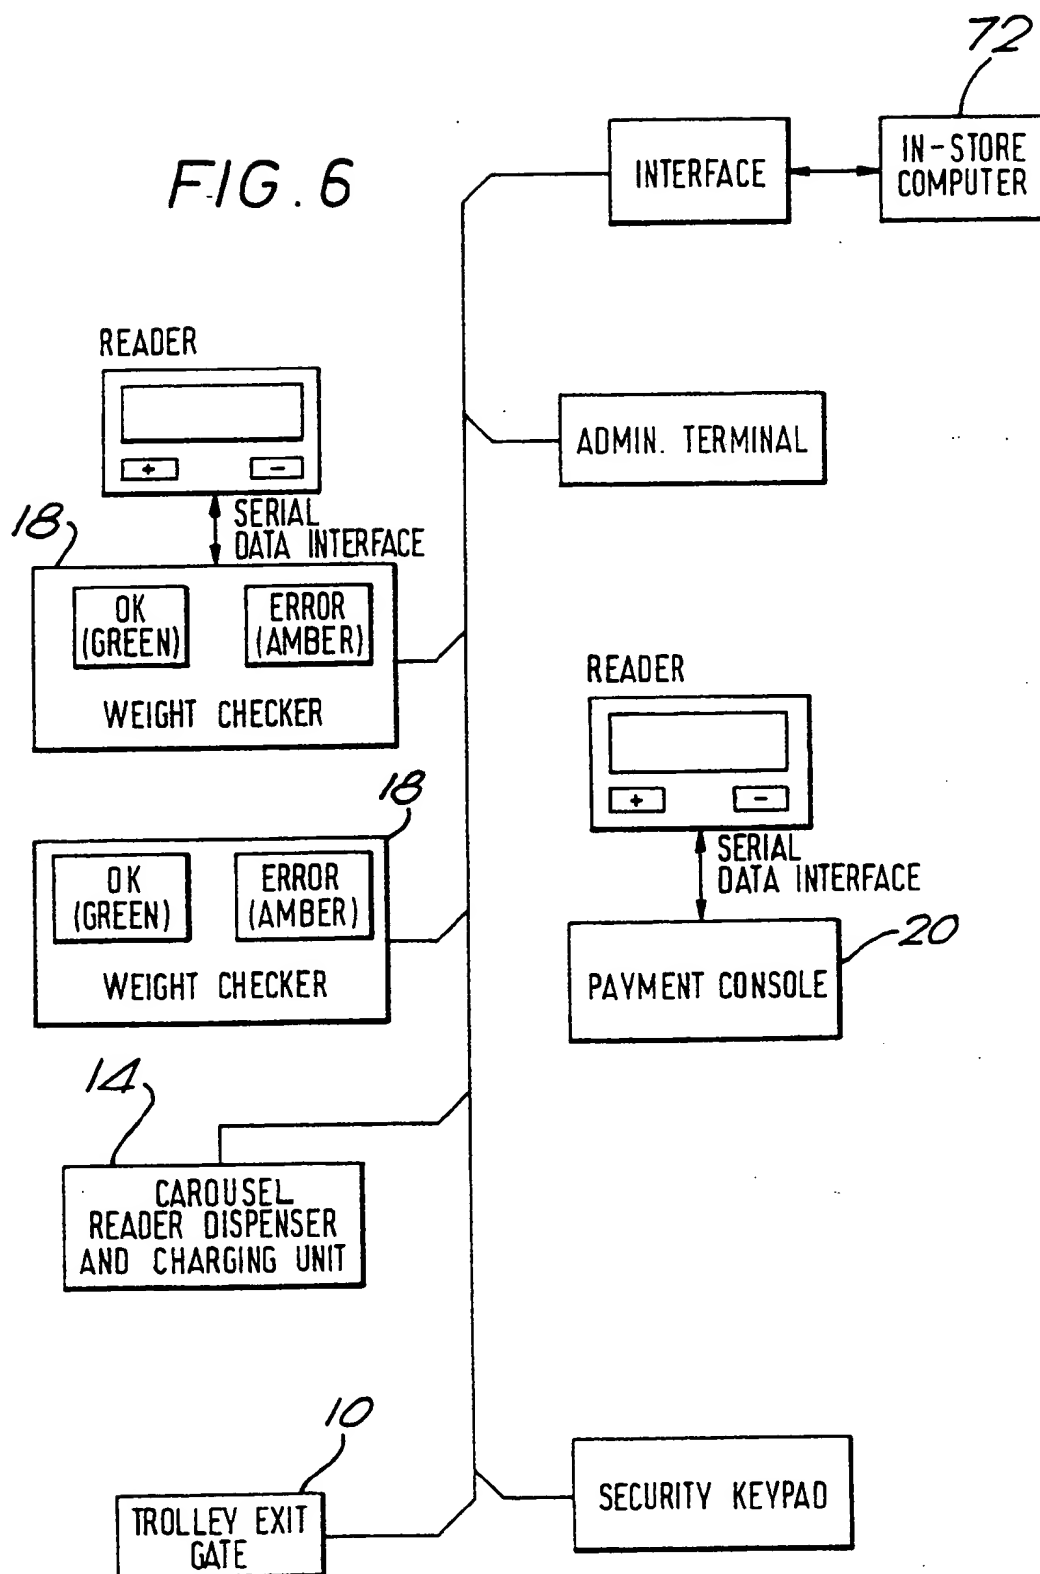 72
FIG. 6
INTERFACE
IN-STORE
COMPUTER
READER
+ -
ADMIN. TERMINAL
SERIAL
DATA INTERFACE
18
OK
(GREEN)
ERROR
(AMBER)
WEIGHT CHECKER
READER
+ -
SERIAL
DATA INTERFACE
18
OK
(GREEN)
ERROR
(AMBER)
WEIGHT CHECKER
20
PAYMENT CONSOLE
14
CAROUSEL
READER DISPENSER
AND CHARGING UNIT
10
TROLLEY EXIT
GATE
SECURITY KEYPAD